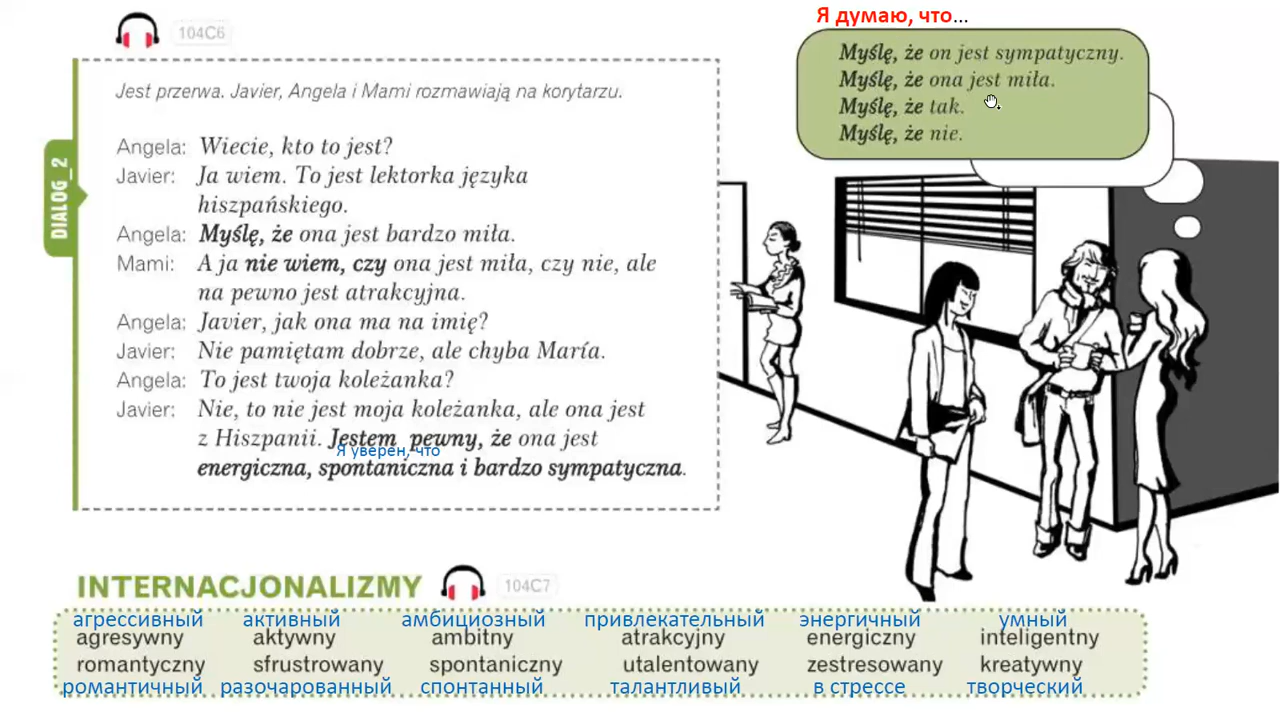 Я думаю, что...
Myślę, że on jest sympatyczny.
Myślę, że ona jest miła.
Myślę, że tak.
Myślę, że nie.
104C6
DIALOG_2
Jest przerwa. Javier, Angela i Mami rozmawiają na korytarzu.
Angela: Wiecie, kto to jest?
Javier: Ja wiem. To jest lektorka języka
hiszpańskiego.
Angela: Myślę, że ona jest bardzo miła.
Mami: A ja nie wiem, czy ona jest miła, czy nie, ale
na pewno jest atrakcyjna.
Angela: Javier, jak ona ma na imię?
Javier: Nie pamiętam dobrze, ale chyba María.
Angela: To jest twoja koleżanka?
Javier: Nie, to nie jest moja koleżanka, ale ona jest
z Hiszpanii. Jestem pewny, że ona jest
Я уверен, что
energiczna, spontaniczna i bardzo sympatyczna.
INTERNACJONALIZMY 104C7
агрессивный активный амбициозный привлекательный энергичный умный
agresywny aktywny ambitny atrakcyjny energiczny inteligentny
romantyczny sfrustrowany spontaniczny utalentowany zestresowany kreatywny
романтичный разочарованный спонтанный талантливый в стрессе творческий